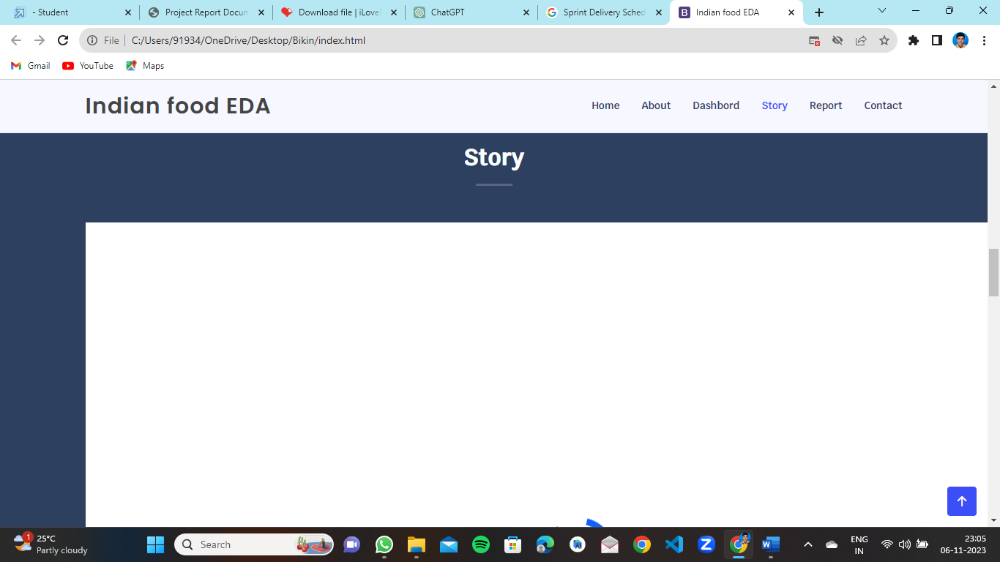 - Student
Project Report Docum
Download file | iLovel
ChatGPT
Sprint Delivery Sched
Indian food EDA
File
C:/Users/91934/OneDrive/Desktop/Bikin/index.html
Gmail
YouTube
Maps
Indian food EDA
Home
About
Dashbord
Story
Report
Contact
Story
1
25°C
Partly cloudy
Search
ENG
IN
23:05
06-11-2023